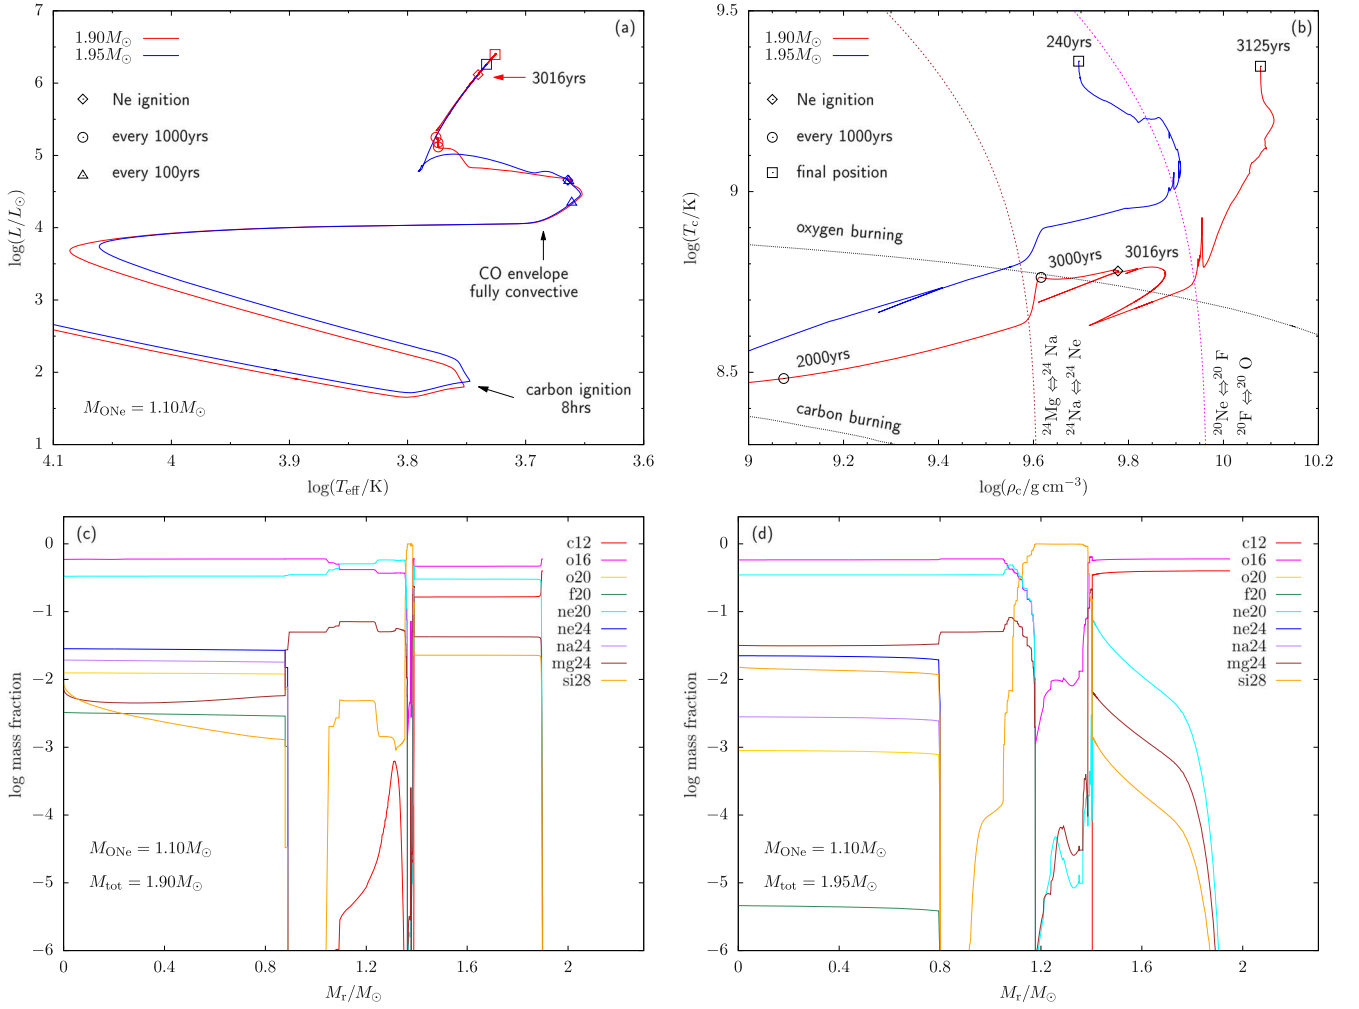 7
6
5
4
3
2
1
4.1
4
3.9
3.8
3.7
3.6
log(L/L⊙)
log(T_eff/K)
(a)
1.90M⊙
1.95M⊙
Ne ignition
every 1000yrs
every 100yrs
3016yrs
CO envelope
fully convective
carbon ignition
8hrs
M_ONe = 1.10M⊙
9.5
9
8.5
9
9.2
9.4
9.6
9.8
10
10.2
log(T_c/K)
log(ρ_c/g cm⁻³)
(b)
1.90M⊙
1.95M⊙
Ne ignition
every 1000yrs
final position
240yrs
3125yrs
oxygen burning
3000yrs
3016yrs
2000yrs
carbon burning
²⁴Mg ⇔ ²⁴Na
²⁴Na ⇔ ²⁴Ne
²⁰Ne ⇔ ²⁰F
²⁰F ⇔ ²⁰O
(c)
0
−1
−2
−3
−4
−5
−6
0
0.4
0.8
1.2
1.6
2
log mass fraction
M_r/M⊙
c12
o16
o20
f20
ne20
ne24
na24
mg24
si28
M_ONe = 1.10M⊙
M_tot = 1.90M⊙
(d)
0
−1
−2
−3
−4
−5
−6
0
0.4
0.8
1.2
1.6
2
log mass fraction
M_r/M⊙
c12
o16
o20
f20
ne20
ne24
na24
mg24
si28
M_ONe = 1.10M⊙
M_tot = 1.95M⊙